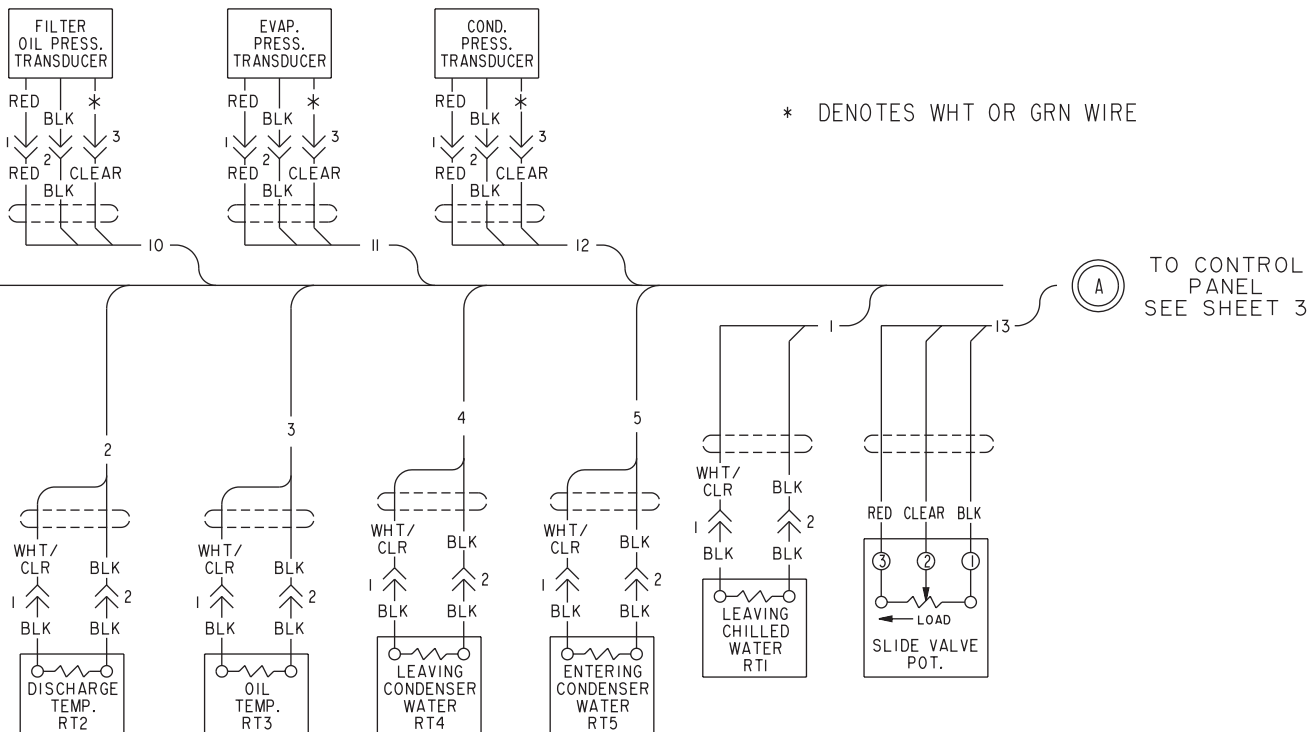 FILTER
OIL PRESS.
TRANSDUCER
RED
*
BLK
1
2
3
RED
CLEAR
BLK
10
EVAP.
PRESS.
TRANSDUCER
RED
*
BLK
1
2
3
RED
CLEAR
BLK
11
COND.
PRESS.
TRANSDUCER
RED
*
BLK
1
2
3
RED
CLEAR
BLK
12
* DENOTES WHT OR GRN WIRE
A
TO CONTROL
PANEL
SEE SHEET 3
2
WHT/
CLR
BLK
1
2
BLK
BLK
DISCHARGE
TEMP.
RT2
3
WHT/
CLR
BLK
1
2
BLK
BLK
OIL
TEMP.
RT3
4
WHT/
CLR
BLK
1
2
BLK
BLK
LEAVING
CONDENSER
WATER
RT4
5
WHT/
CLR
BLK
1
2
BLK
BLK
ENTERING
CONDENSER
WATER
RT5
1
WHT/
CLR
BLK
1
2
BLK
BLK
LEAVING
CHILLED
WATER
RT1
13
RED CLEAR BLK
3 2 1
LOAD
SLIDE VALVE
POT.